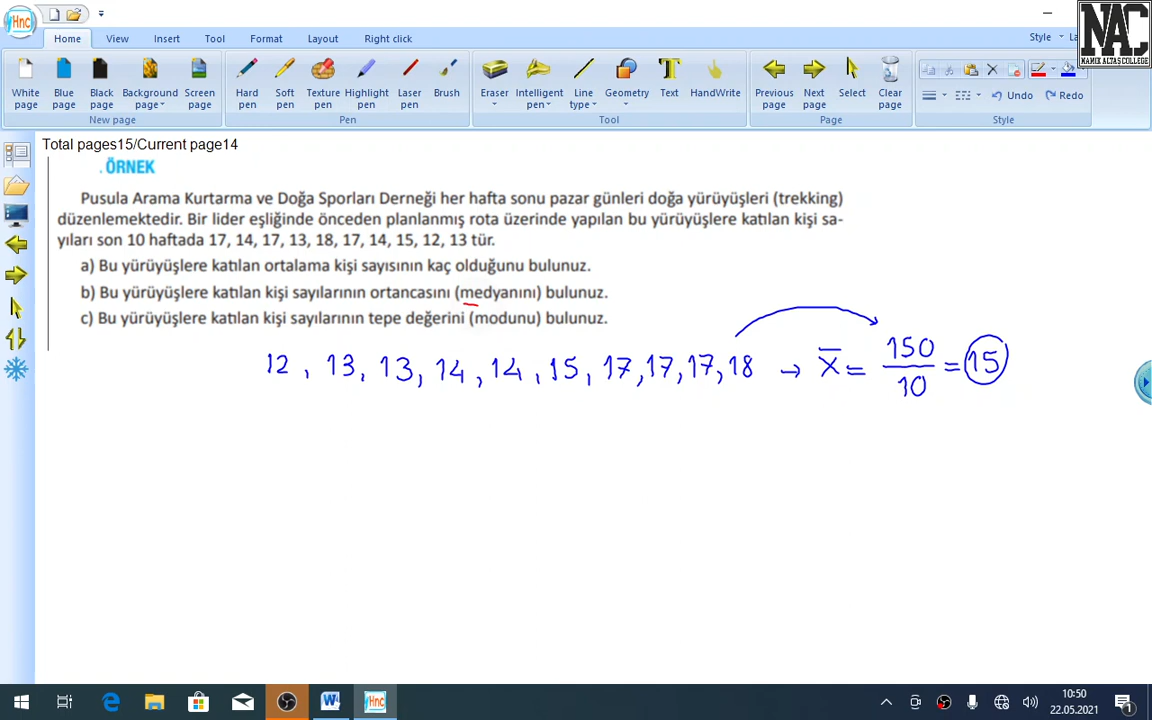 Hnc
NAC
NAMIK ALTAS COLLEGE
Home View Insert Tool Format Layout Right click
Style
White page Blue page Black page Background page Screen page Hard pen Soft pen Texture pen Highlight pen Laser pen Brush Eraser Intelligent pen Line type Geometry Text HandWrite Previous page Next page Select Clear page Undo Redo
New page Pen Tool Page Style
Total pages15/Current page14
.ÖRNEK
Pusula Arama Kurtarma ve Doğa Sporları Derneği her hafta sonu pazar günleri doğa yürüyüşleri (trekking)
düzenlemektedir. Bir lider eşliğinde önceden planlanmış rota üzerinde yapılan bu yürüyüşlere katılan kişi sa-
yıları son 10 haftada 17, 14, 17, 13, 18, 17, 14, 15, 12, 13 tür.
a) Bu yürüyüşlere katılan ortalama kişi sayısının kaç olduğunu bulunuz.
b) Bu yürüyüşlere katılan kişi sayılarının ortancasını (medyanını) bulunuz.
c) Bu yürüyüşlere katılan kişi sayılarının tepe değerini (modunu) bulunuz.
12, 13, 13, 14, 14, 15, 17, 17, 17, 18 → x̄ = 150/10 = 15
10:50
22.05.2021